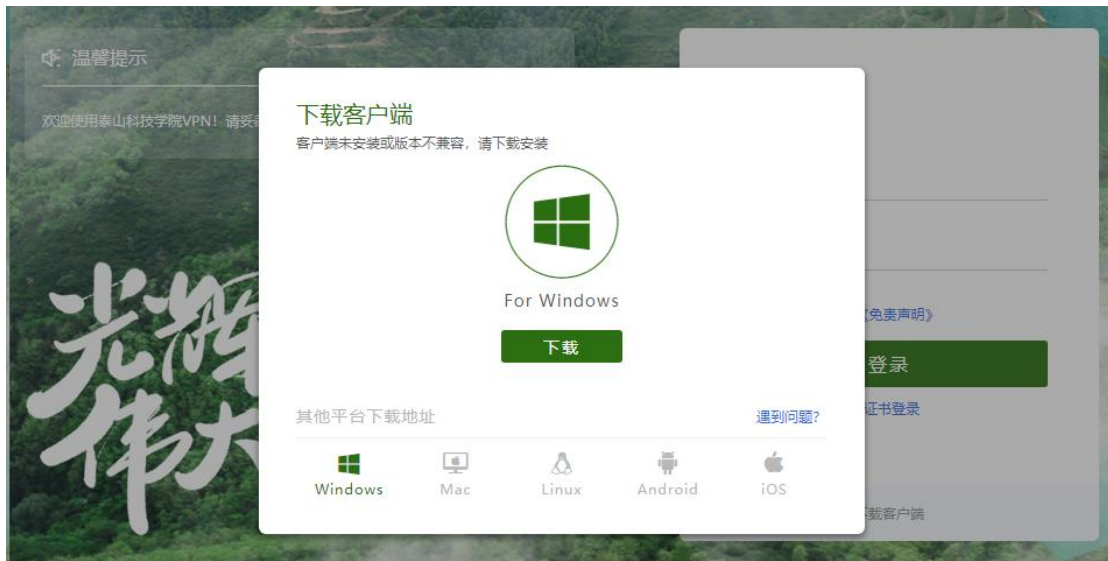 温馨提示
欢迎使用泰山科技学院VPN！请妥
下载客户端
客户端未安装或版本不兼容，请下载安装
For Windows
下载
其他平台下载地址
遇到问题?
Windows
Mac
Linux
Android
iOS
免责声明》
登录
证书登录
载客户端
光辉
伟大